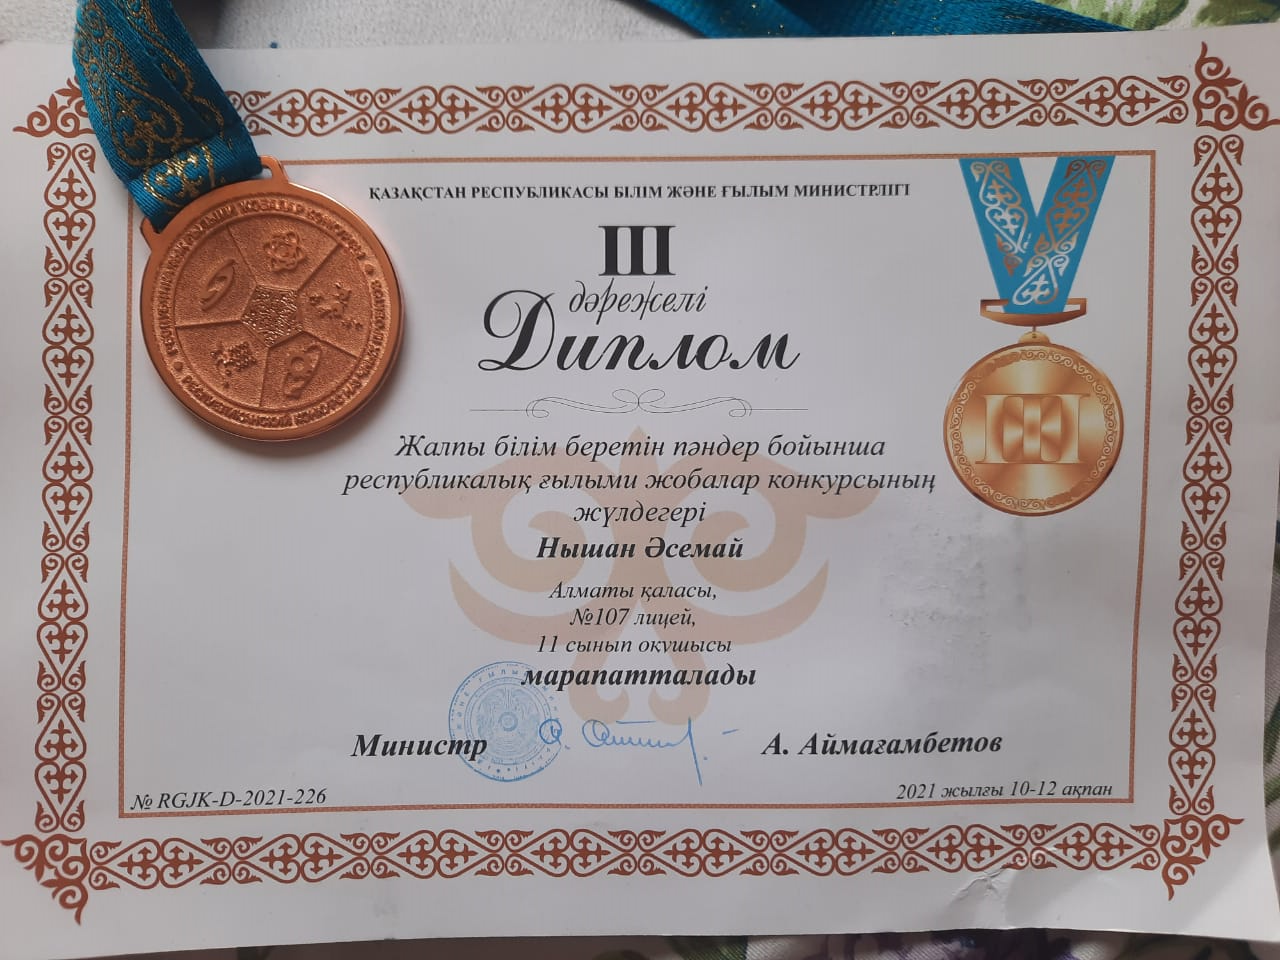 ҚАЗАҚСТАН РЕСПУБЛИКАСЫ БІЛІМ ЖӘНЕ ҒЫЛЫМ МИНИСТРЛІГІ
III
дәрежелі
Диплом
III
Жалпы білім беретін пәндер бойынша
республикалық ғылыми жобалар конкурсының
жүлдегері
Нышан Әсемай
Алматы қаласы,
№107 лицей,
11 сынып оқушысы
марапатталады
Министр А. Аймағамбетов
№ RGJK-D-2021-226
2021 жылғы 10-12 ақпан